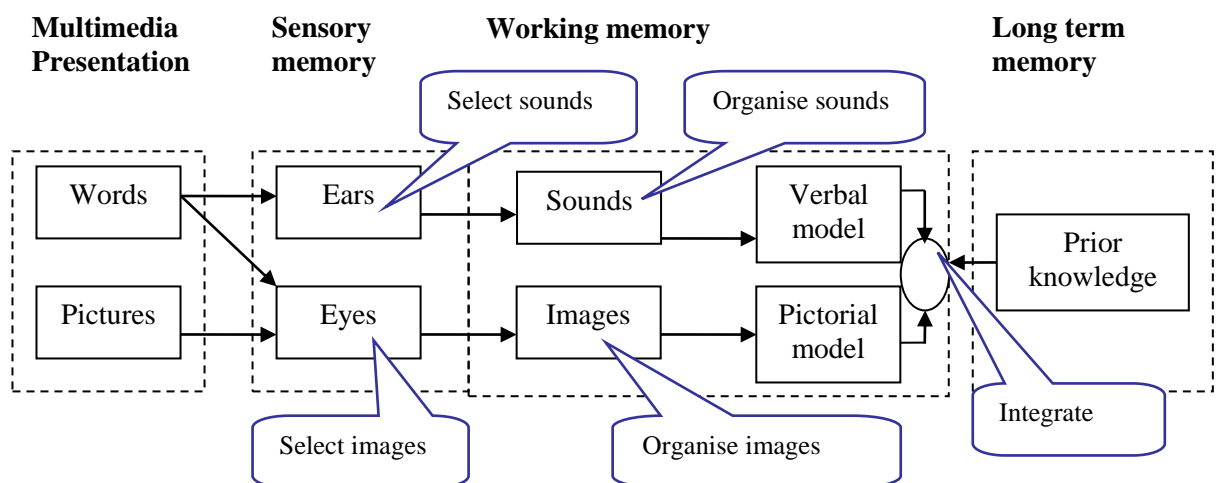 Multimedia
Presentation
Sensory
memory
Working memory
Long term
memory
Select sounds
Organise sounds
Words
Ears
Sounds
Verbal
model
Prior
knowledge
Pictures
Eyes
Images
Pictorial
model
Select images
Organise images
Integrate